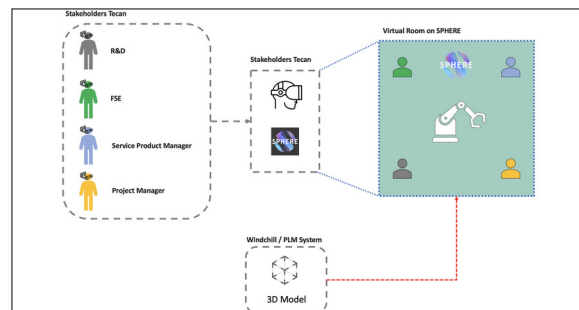 Stakeholders Tecan
R&D
FSE
Service Product Manager
Project Manager
Stakeholders Tecan
SPHERE
Virtual Room on SPHERE
SPHERE
Windchill / PLM System
3D Model